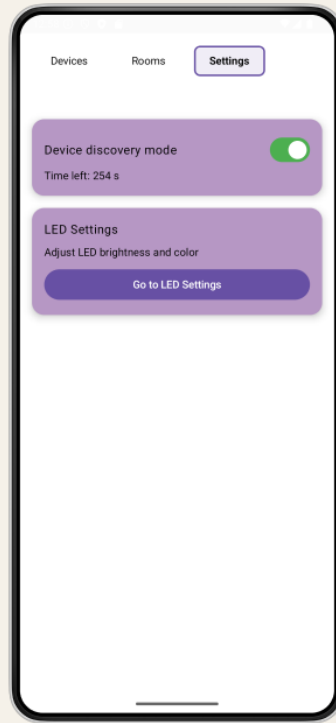 Devices Rooms Settings
Device discovery mode
Time left: 254 s
LED Settings
Adjust LED brightness and color
Go to LED Settings